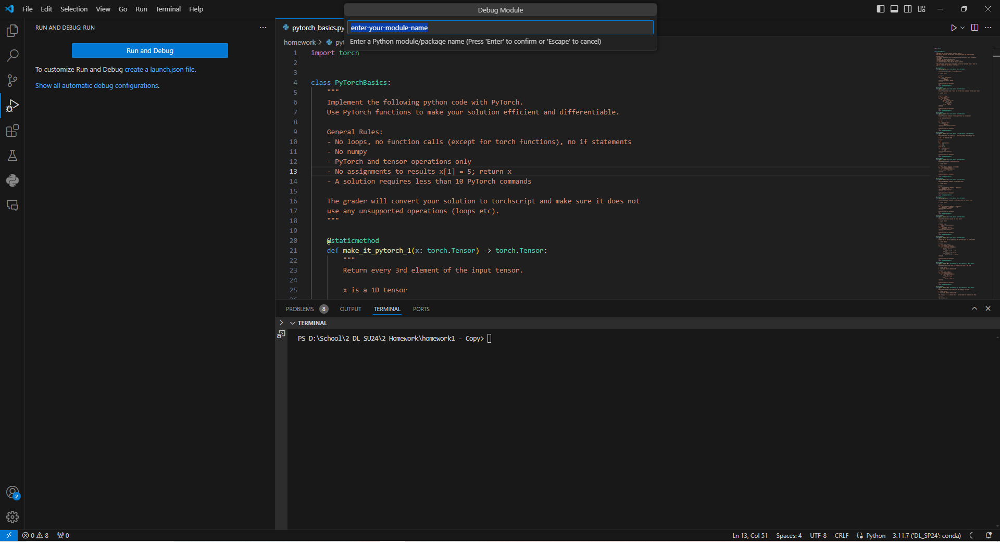 File Edit Selection View Go Run Terminal Help
Debug Module
RUN AND DEBUG: RUN
pytorch_basics.py
enter-your-module-name
homework
Enter a Python module/package name (Press 'Enter' to confirm or 'Escape' to cancel)
Run and Debug
To customize Run and Debug create a launch.json file.
Show all automatic debug configurations.
1 import torch
2
3
4 class PyTorchBasics:
5 """
6 Implement the following python code with PyTorch.
7 Use PyTorch functions to make your solution efficient and differentiable.
8
9 General Rules:
10 - No loops, no function calls (except for torch functions), no if statements
11 - No numpy
12 - PyTorch and tensor operations only
13 - No assignments to results x[1] = 5; return x
14 - A solution requires less than 10 PyTorch commands
15
16 The grader will convert your solution to torchscript and make sure it does not
17 use any unsupported operations (loops etc).
18 """
19
20 @staticmethod
21 def make_it_pytorch_1(x: torch.Tensor) -> torch.Tensor:
22 """
23 Return every 3rd element of the input tensor.
24
25 x is a 1D tensor
PROBLEMS 8 OUTPUT TERMINAL PORTS
TERMINAL
PS D:\School\2_DL_SU24\2_Homework\homework1 - Copy>
2
0 8 0 Ln 13, Col 51 Spaces: 4 UTF-8 CRLF Python 3.11.7 ('DL_SP24': conda)